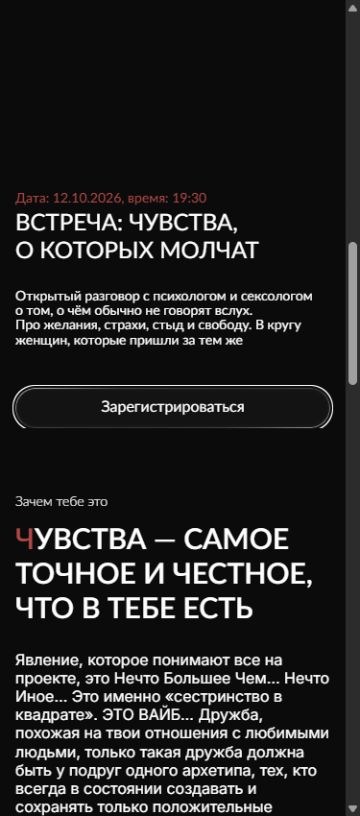 Дата: 12.10.2026, время: 19:30
ВСТРЕЧА: ЧУВСТВА,
О КОТОРЫХ МОЛЧАТ
Открытый разговор с психологом и сексологом
о том, о чём обычно не говорят вслух.
Про желания, страхи, стыд и свободу. В кругу
женщин, которые пришли за тем же
Зарегистрироваться
Зачем тебе это
ЧУВСТВА — САМОЕ
ТОЧНОЕ И ЧЕСТНОЕ,
ЧТО В ТЕБЕ ЕСТЬ
Явление, которое понимают все на
проекте, это Нечто Большее Чем... Нечто
Иное... Это именно «сестринство в
квадрате». ЭТО ВАЙБ... Дружба,
похожая на твои отношения с любимыми
людьми, только такая дружба должна
быть у подруг одного архетипа, тех, кто
всегда в состоянии создавать и
сохранять только положительные